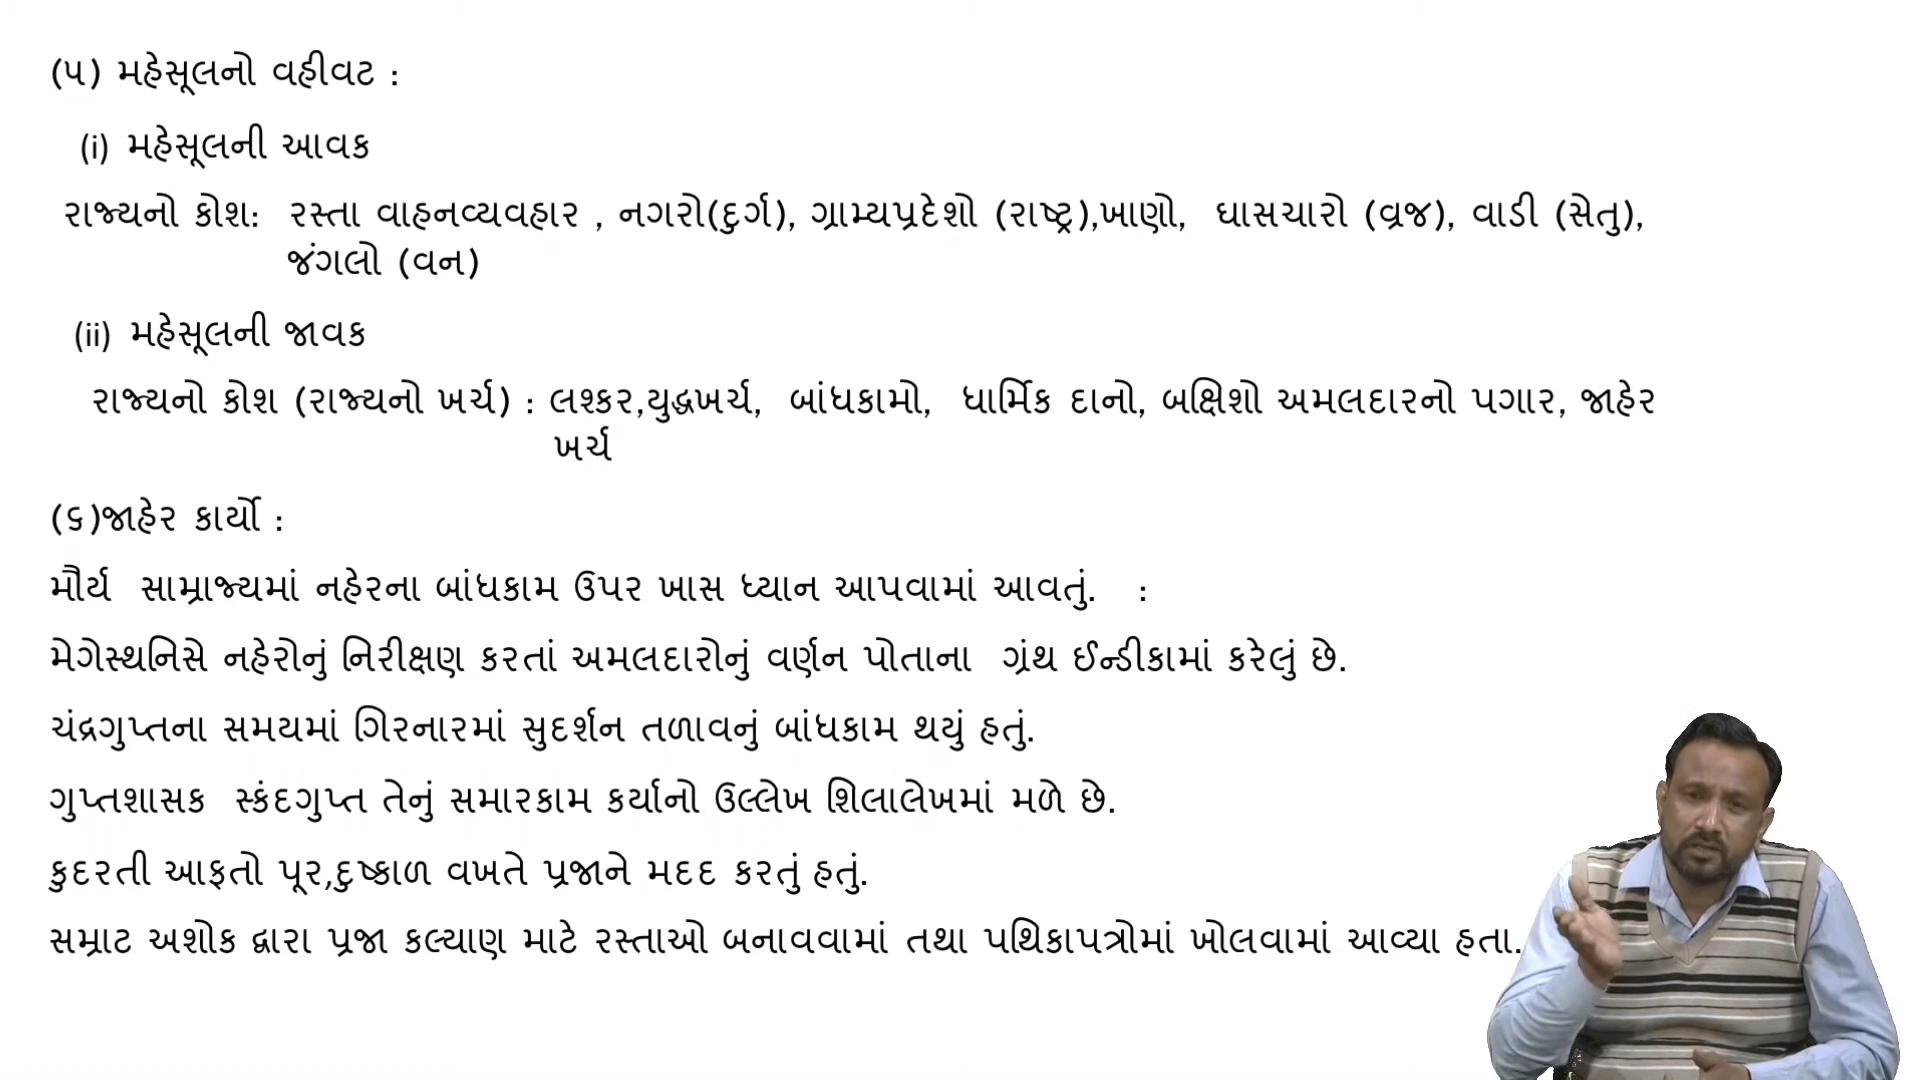 (૫) મહેસૂલનો વહીવટ :
(i) મહેસૂલની આવક
રાજ્યનો કોશ: રસ્તા વાહનવ્યવહાર , નગરો(દુર્ગ), ગ્રામ્યપ્રદેશો (રાષ્ટ્ર),ખાણો, ઘાસચારો (વ્રજ), વાડી (સેતુ),
જંગલો (વન)
(ii) મહેસૂલની જાવક
રાજ્યનો કોશ (રાજ્યનો ખર્ચ) : લશ્કર,યુદ્ધખર્ચ, બાંધકામો, ધાર્મિક દાનો, બક્ષિશો અમલદારનો પગાર, જાહેર
ખર્ચ
(૬)જાહેર કાર્યો :
મૌર્ય સામ્રાજ્યમાં નહેરના બાંધકામ ઉપર ખાસ ધ્યાન આપવામાં આવતું. :
મેગેસ્થનિસે નહેરોનું નિરીક્ષણ કરતાં અમલદારોનું વર્ણન પોતાના ગ્રંથ ઈન્ડીકામાં કરેલું છે.
ચંદ્રગુપ્તના સમયમાં ગિરનારમાં સુદર્શન તળાવનું બાંધકામ થયું હતું.
ગુપ્તશાસક સ્કંદગુપ્ત તેનું સમારકામ કર્યાનો ઉલ્લેખ શિલાલેખમાં મળે છે.
કુદરતી આફતો પૂર,દુષ્કાળ વખતે પ્રજાને મદદ કરતું હતું.
સમ્રાટ અશોક દ્વારા પ્રજા કલ્યાણ માટે રસ્તાઓ બનાવવામાં તથા પથિકાપત્રોમાં ખોલવામાં આવ્યા હતા.